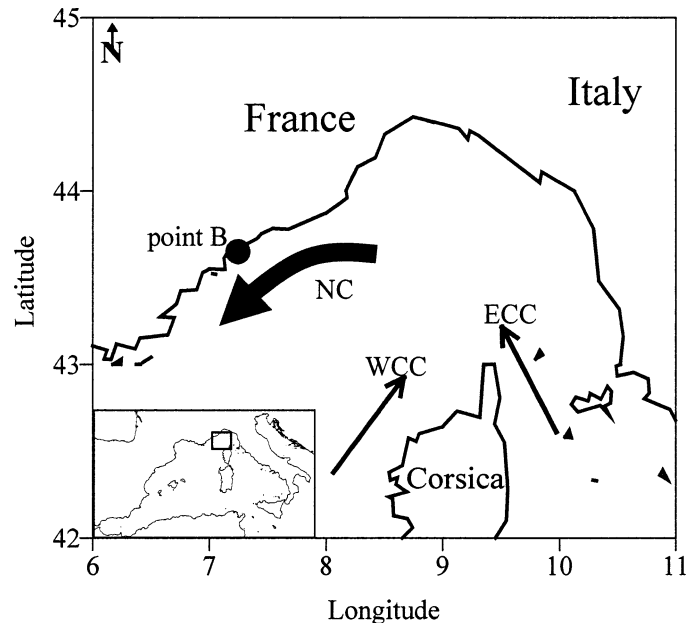 45
N
Italy
France
44
point B
NC
Latitude
ECC
43
WCC
Corsica
42
6 7 8 9 10 11
Longitude